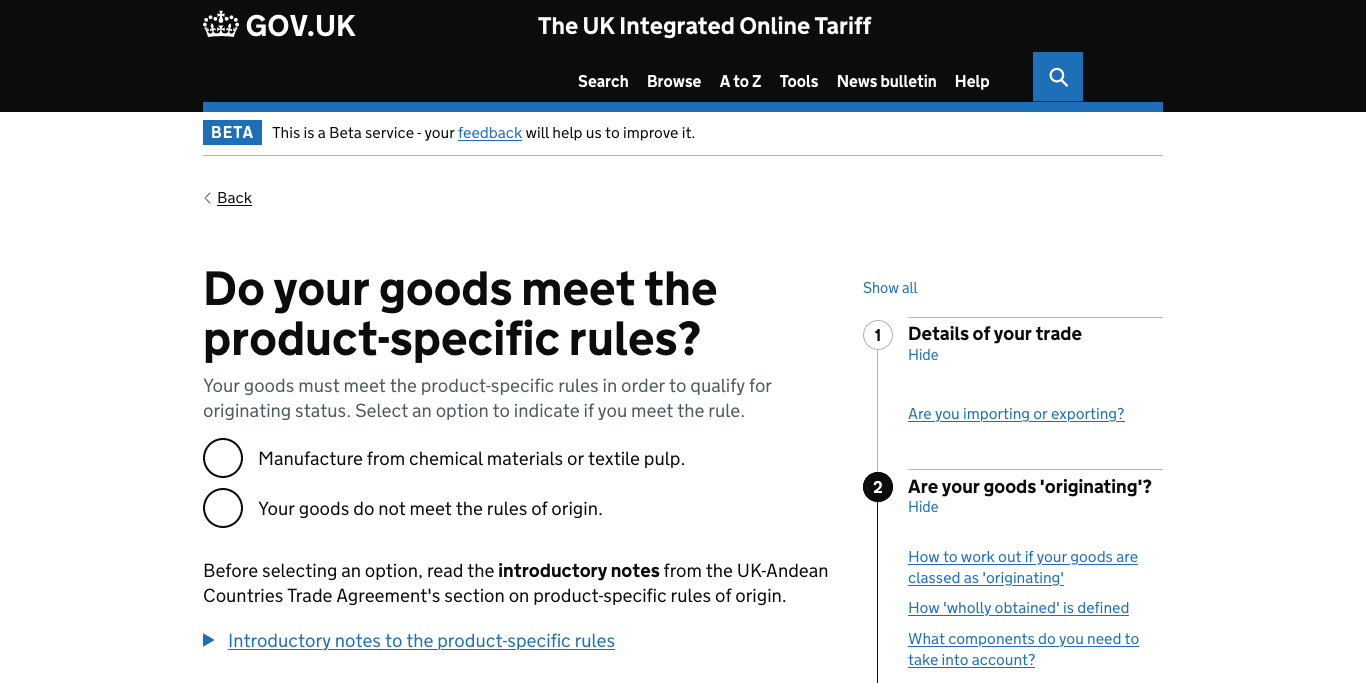 GOV.UK
The UK Integrated Online Tariff
Search Browse A to Z Tools News bulletin Help
BETA This is a Beta service - your feedback will help us to improve it.
Back
Do your goods meet the
product-specific rules?
Your goods must meet the product-specific rules in order to qualify for
originating status. Select an option to indicate if you meet the rule.
Manufacture from chemical materials or textile pulp.
Your goods do not meet the rules of origin.
Before selecting an option, read the introductory notes from the UK-Andean
Countries Trade Agreement's section on product-specific rules of origin.
Introductory notes to the product-specific rules
Show all
1 Details of your trade
Hide
Are you importing or exporting?
2 Are your goods 'originating'?
Hide
How to work out if your goods are
classed as 'originating'
How 'wholly obtained' is defined
What components do you need to
take into account?